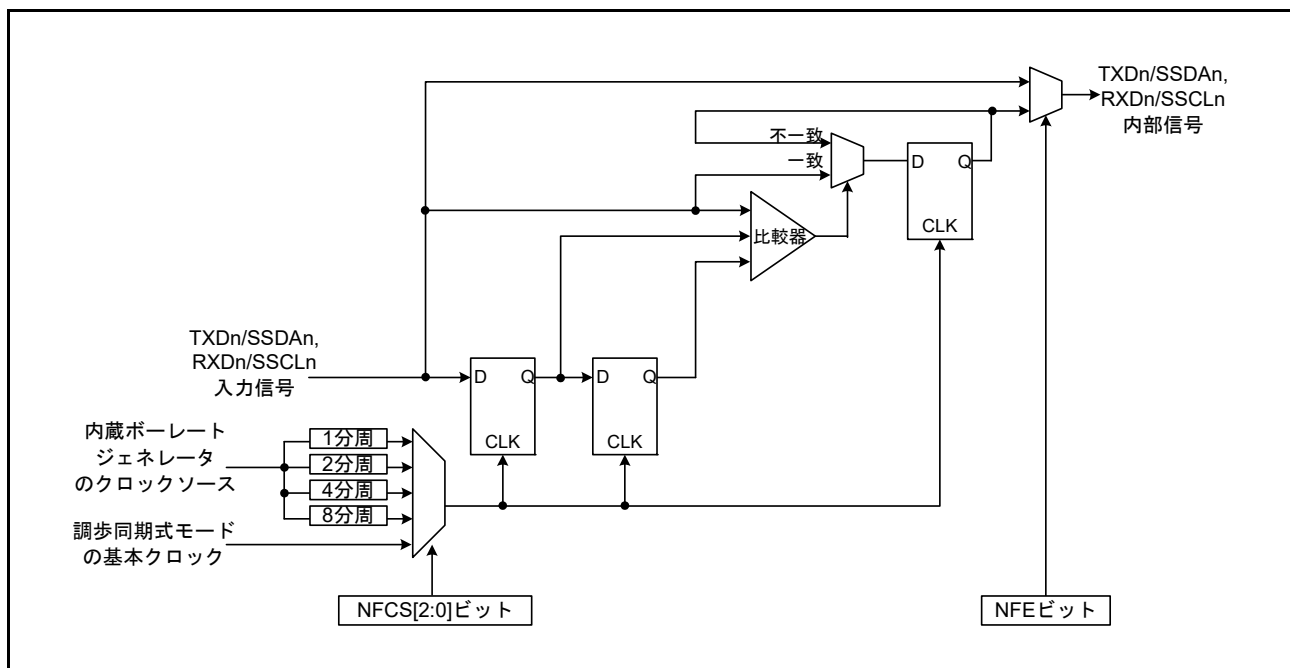 TXDn/SSDAn,
RXDn/SSCLn
内部信号
不一致
一致
D
Q
CLK
比較器
TXDn/SSDAn,
RXDn/SSCLn
入力信号
D
Q
CLK
D
Q
CLK
内蔵ボーレート
ジェネレータ
のクロックソース
1分周
2分周
4分周
8分周
調歩同期式モード
の基本クロック
NFCS[2:0]ビット
NFEビット